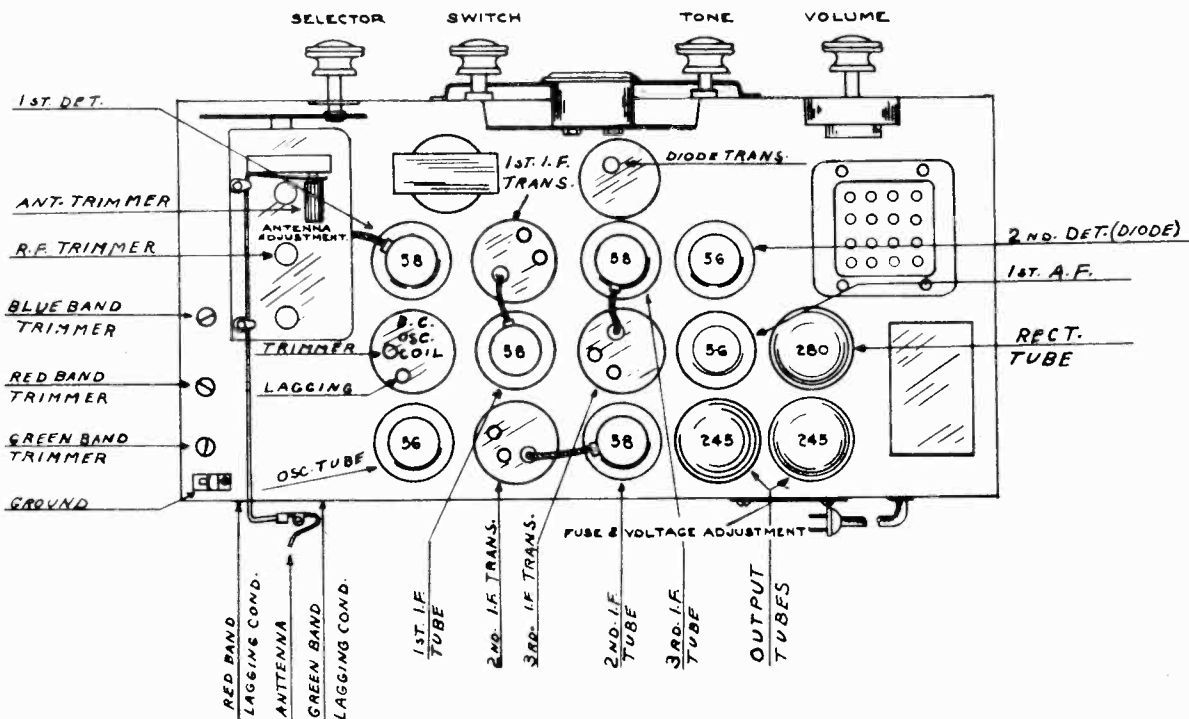 SELECTOR
SWITCH
TONE
VOLUME
1ST. DET.
1ST. I.F.
TRANS.
DIODE TRANS.
ANT. TRIMMER
ANTENNA
ADJUSTMENT.
R.F. TRIMMER
58
58
56
2 ND. DET. (DIODE)
1ST. A.F.
BLUE BAND
TRIMMER
B.C.
OSC.
COIL
TRIMMER
LAGGING
58
56
280
RECT.
TUBE
RED BAND
TRIMMER
GREEN BAND
TRIMMER
56
58
245
245
OSC. TUBE
GROUND
FUSE & VOLTAGE ADJUSTMENT
RED BAND
LAGGING COND.
ANTTENNA
GREEN BAND
LAGGING COND.
1ST. I.F.
TUBE
2ND. I.F. TRANS.
3RD. I.F. TRANS.
2ND. I.F.
TUBE
3RD. I.F.
TUBE
OUTPUT
TUBES